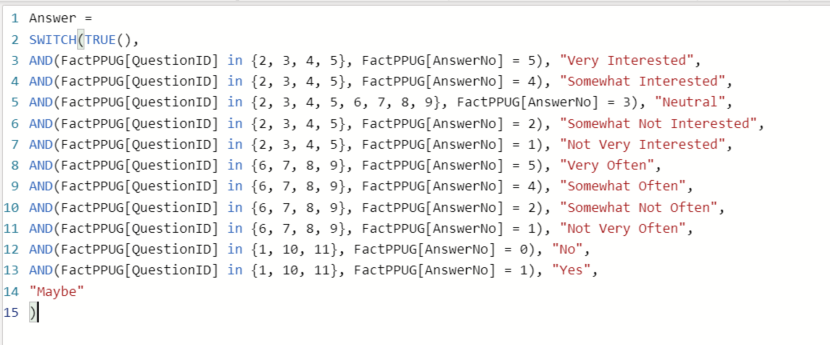 1 Answer =
2 SWITCH(TRUE(),
3 AND(FactPPUG[QuestionID] in {2, 3, 4, 5}, FactPPUG[AnswerNo] = 5), "Very Interested",
4 AND(FactPPUG[QuestionID] in {2, 3, 4, 5}, FactPPUG[AnswerNo] = 4), "Somewhat Interested",
5 AND(FactPPUG[QuestionID] in {2, 3, 4, 5, 6, 7, 8, 9}, FactPPUG[AnswerNo] = 3), "Neutral",
6 AND(FactPPUG[QuestionID] in {2, 3, 4, 5}, FactPPUG[AnswerNo] = 2), "Somewhat Not Interested",
7 AND(FactPPUG[QuestionID] in {2, 3, 4, 5}, FactPPUG[AnswerNo] = 1), "Not Very Interested",
8 AND(FactPPUG[QuestionID] in {6, 7, 8, 9}, FactPPUG[AnswerNo] = 5), "Very Often",
9 AND(FactPPUG[QuestionID] in {6, 7, 8, 9}, FactPPUG[AnswerNo] = 4), "Somewhat Often",
10 AND(FactPPUG[QuestionID] in {6, 7, 8, 9}, FactPPUG[AnswerNo] = 2), "Somewhat Not Often",
11 AND(FactPPUG[QuestionID] in {6, 7, 8, 9}, FactPPUG[AnswerNo] = 1), "Not Very Often",
12 AND(FactPPUG[QuestionID] in {1, 10, 11}, FactPPUG[AnswerNo] = 0), "No",
13 AND(FactPPUG[QuestionID] in {1, 10, 11}, FactPPUG[AnswerNo] = 1), "Yes",
14 "Maybe"
15 )